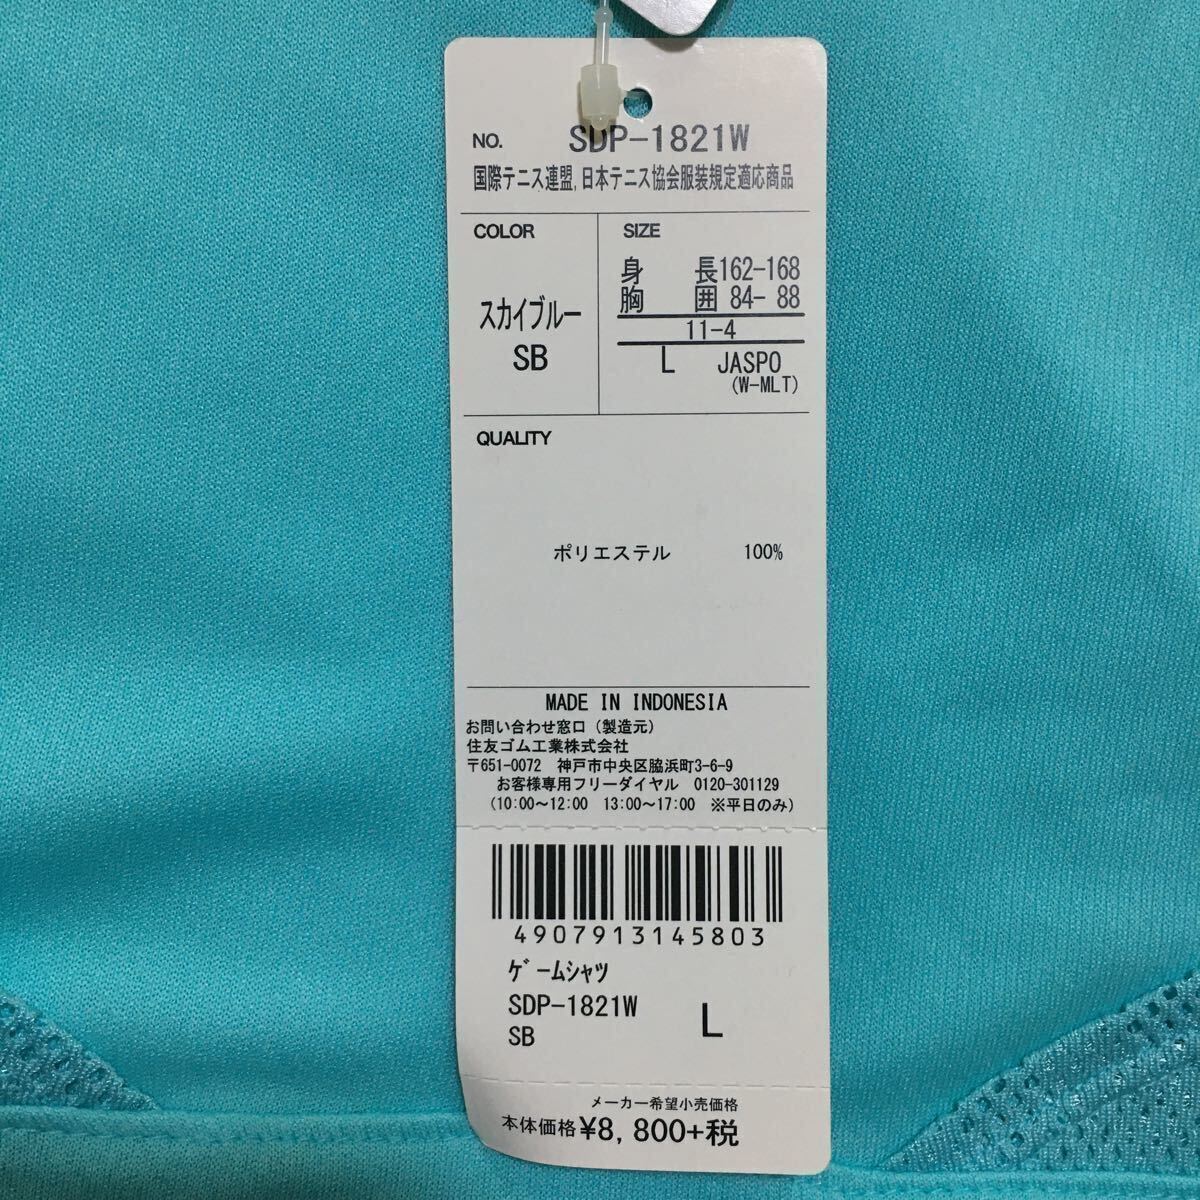 NO. SDP-1821W
国際テニス連盟,日本テニス協会服装規定適応商品
COLOR
スカイブルー
SB
SIZE
身 長162-168
胸 囲 84- 88
11-4
L JASPO
(W-MLT)
QUALITY
ポリエステル 100%
MADE IN INDONESIA
お問い合わせ窓口(製造元)
住友ゴム工業株式会社
〒651-0072 神戸市中央区脇浜町3-6-9
お客様専用フリーダイヤル 0120-301129
(10:00～12:00 13:00～17:00 ※平日のみ)
4907913145803
ｹﾞｰﾑｼｬﾂ
SDP-1821W
SB L
メーカー希望小売価格
本体価格¥8,800+税